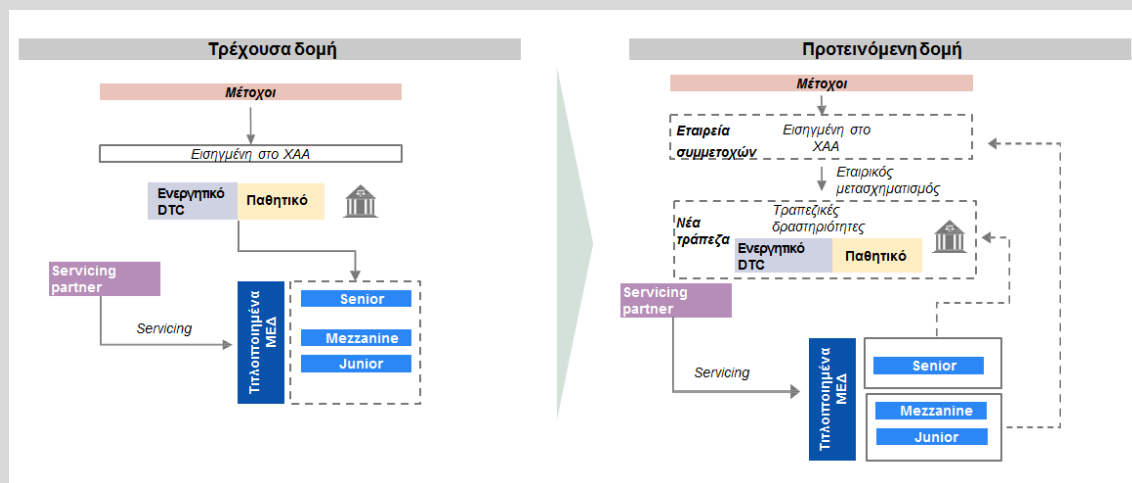 Τρέχουσα δομή
Μέτοχοι
Εισηγμένη στο ΧΑΑ
Ενεργητικό
DTC
Παθητικό
Servicing
partner
Servicing
Τιτλοποιημένα
ΜΕΔ
Senior
Mezzanine
Junior
Προτεινόμενη δομή
Μέτοχοι
Εταιρεία
συμμετοχών
Εισηγμένη στο
ΧΑΑ
Εταιρικός
μετασχηματισμός
Νέα
τράπεζα
Τραπεζικές
δραστηριότητες
Ενεργητικό
DTC
Παθητικό
Servicing
partner
Servicing
Τιτλοποιημένα
ΜΕΔ
Senior
Mezzanine
Junior